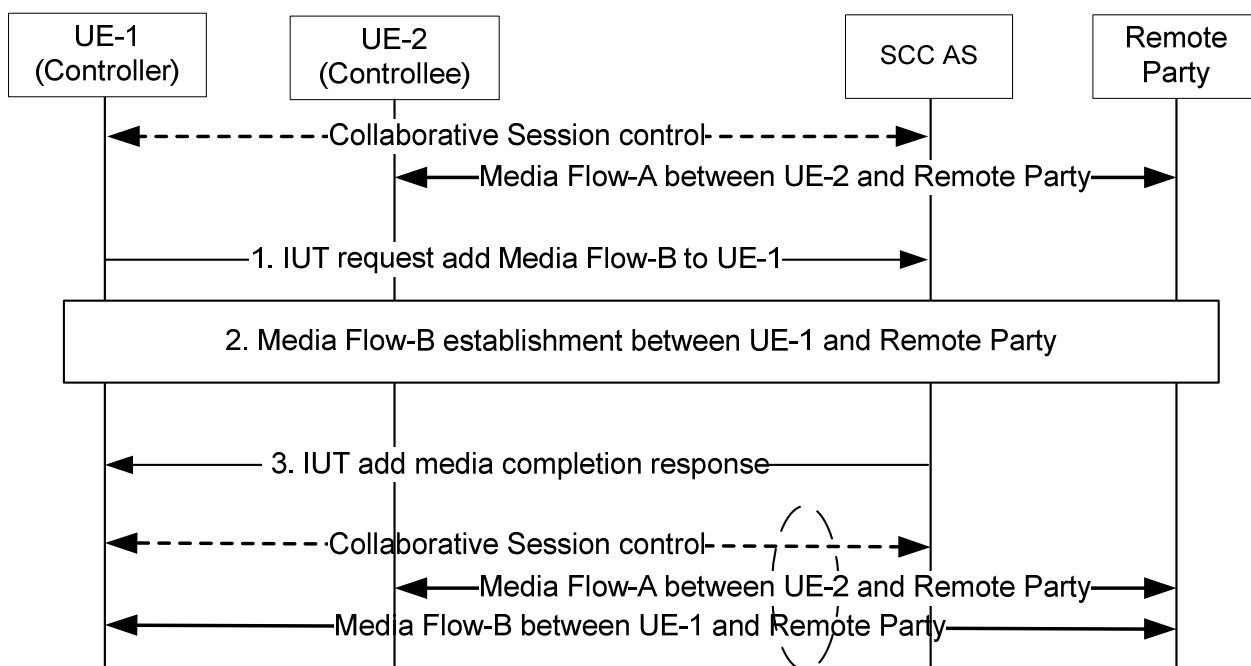 UE-1
(Controller)
UE-2
(Controllee)
SCC AS
Remote
Party
Collaborative Session control
Media Flow-A between UE-2 and Remote Party
1. IUT request add Media Flow-B to UE-1
2. Media Flow-B establishment between UE-1 and Remote Party
3. IUT add media completion response
Collaborative Session control
Media Flow-A between UE-2 and Remote Party
Media Flow-B between UE-1 and Remote Party